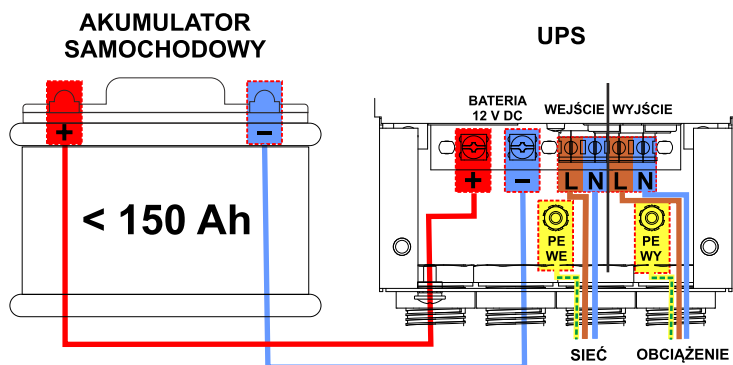 AKUMULATOR
SAMOCHODOWY
UPS
BATERIA
12 V DC
WEJŚCIE
WYJŚCIE
+
−
+
−
L
N
L
N
< 150 Ah
PE
WE
PE
WY
SIEĆ
OBCIĄŻENIE